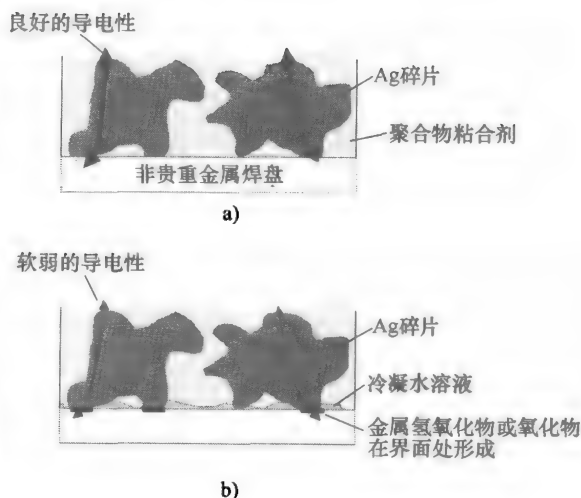 良好的导电性
Ag碎片
聚合物粘合剂
非贵重金属焊盘
a)
软弱的导电性
Ag碎片
冷凝水溶液
金属氢氧化物或氧化物
在界面处形成
b)